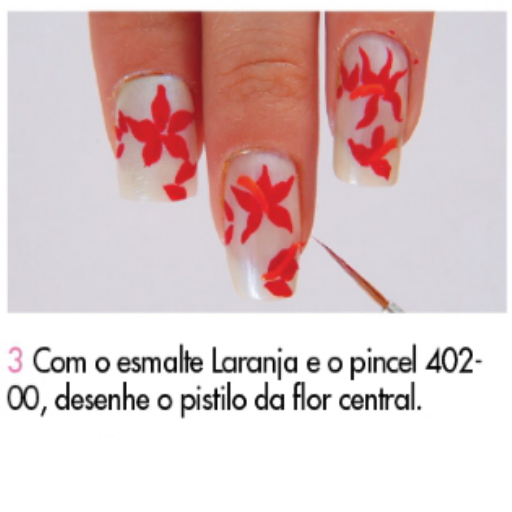 3 Com o esmalte Laranja e o pincel 402-
00, desenhe o pistilo da flor central.